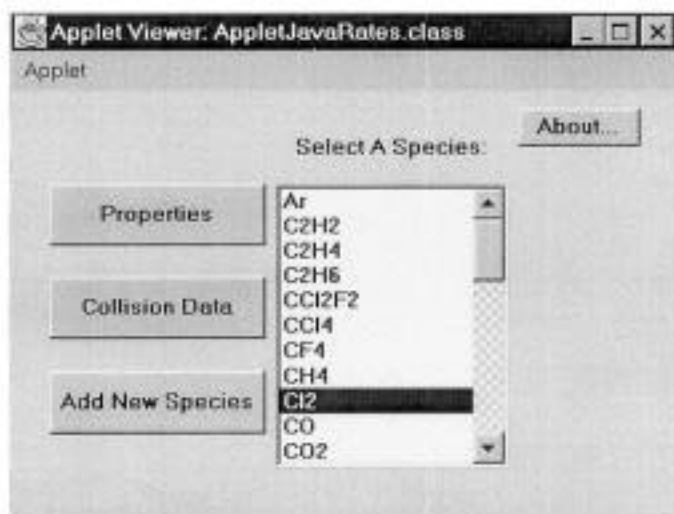 Applet Viewer: AppletJavaRates.class
Applet
About...
Select A Species:
Properties
Collision Data
Add New Species
Ar
C2H2
C2H4
C2H6
CCl2F2
CCl4
CF4
CH4
Cl2
CO
CO2